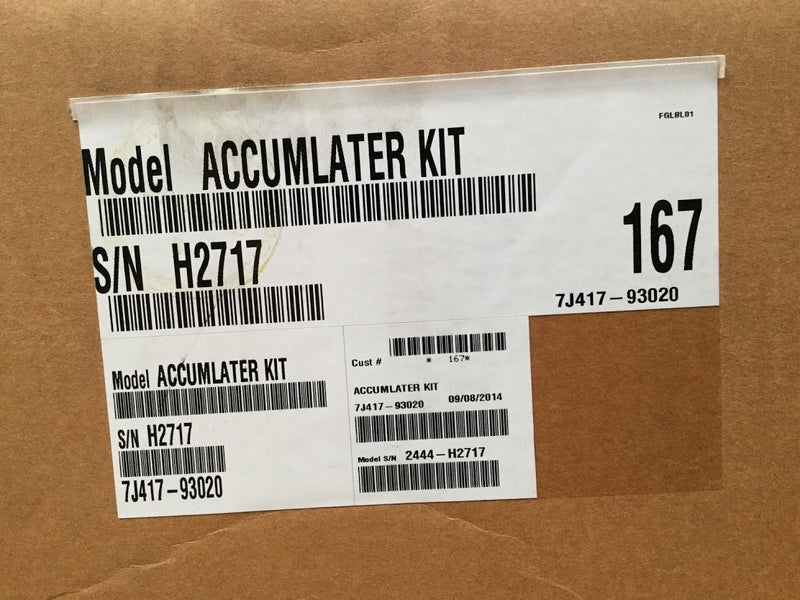 FGLBL01
Model ACCUMLATER KIT
S/N H2717
167
7J417-93020
Model ACCUMLATER KIT
S/N H2717
7J417-93020
Cust # * 167*
ACCUMLATER KIT
7J417-93020 09/08/2014
Model S/N 2444-H2717